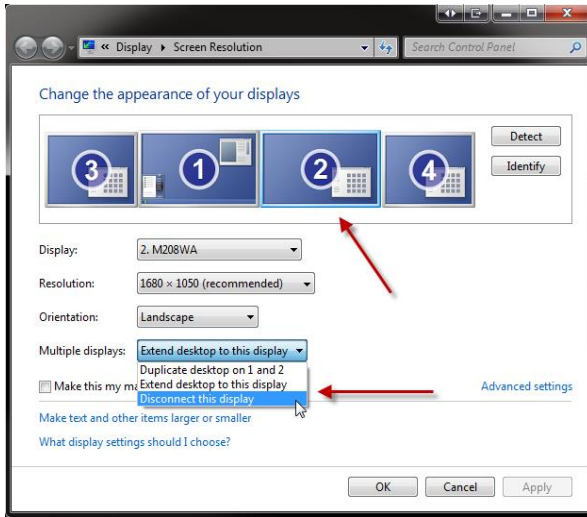 « Display ▸ Screen Resolution
Search Control Panel
Change the appearance of your displays
3
1
2
4
Detect
Identify
Display:
2. M208WA
Resolution:
1680 × 1050 (recommended)
Orientation:
Landscape
Multiple displays:
Extend desktop to this display
Duplicate desktop on 1 and 2
Extend desktop to this display
Disconnect this display
Make this my
Advanced settings
Make text and other items larger or smaller
What display settings should I choose?
OK
Cancel
Apply